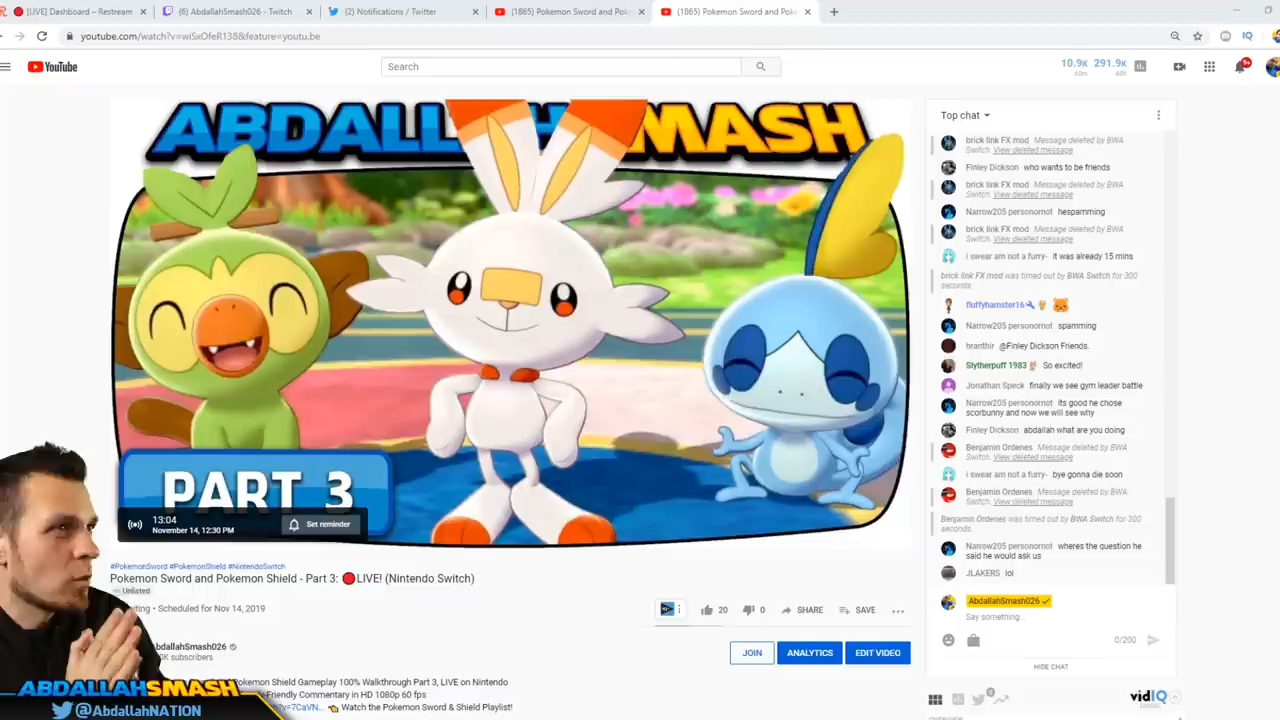 [LIVE] Dashboard – Restream
(6) AbdallahSmash026 - Twitch
(2) Notifications / Twitter
(1865) Pokemon Sword and Po
(1865) Pokemon Sword and Poke
youtube.com/watch?v=wiSxOfeR138&feature=youtu.be
YouTube
Search
10.9K 291.9K
60m 48h
9+
ABDALLAHSMASH
PART 3
13:04
November 14, 12:30 PM
Set reminder
#PokemonSword #PokemonShield #NintendoSwitch
Pokemon Sword and Pokemon Shield - Part 3: 🔴LIVE! (Nintendo Switch)
Unlisted
iting • Scheduled for Nov 14, 2019
20
0
SHARE
SAVE
bdallahSmash026
0K subscribers
JOIN
ANALYTICS
EDIT VIDEO
Shield Gameplay 100% Walkthrough Part 3, LIVE on Nintendo
Friendly Commentary in HD 1080p 60 fps
Watch the Pokemon Sword & Shield Playlist!
ABDALLAHSMASH
@AbdallahNATION
Top chat
brick link FX mod Message deleted by BWA
Switch. View deleted message
Finley Dickson who wants to be friends
brick link FX mod Message deleted by BWA
Switch. View deleted message
Narrow205 personornot hespamming
brick link FX mod Message deleted by BWA
Switch. View deleted message
i swear am not a furry- it was already 15 mins
brick link FX mod was timed out by BWA Switch for 300
seconds.
fluffyhamster16
Narrow205 personornot spamming
hranthir @Finley Dickson Friends.
Slytherpuff 1983 So excited!
Jonathan Speck finally we see gym leader battle
Narrow205 personornot its good he chose
scorbunny and now we will see why
Finley Dickson abdallah what are you doing
Benjamin Ordenes Message deleted by BWA
Switch. View deleted message
i swear am not a furry- bye gonna die soon
Benjamin Ordenes Message deleted by BWA
Switch. View deleted message
Benjamin Ordenes was timed out by BWA Switch for 300
seconds.
Narrow205 personornot wheres the question he
said he would ask us
JLAKERS lol
AbdallahSmash026
Say something...
0/200
HIDE CHAT
0
vidIQ
classic